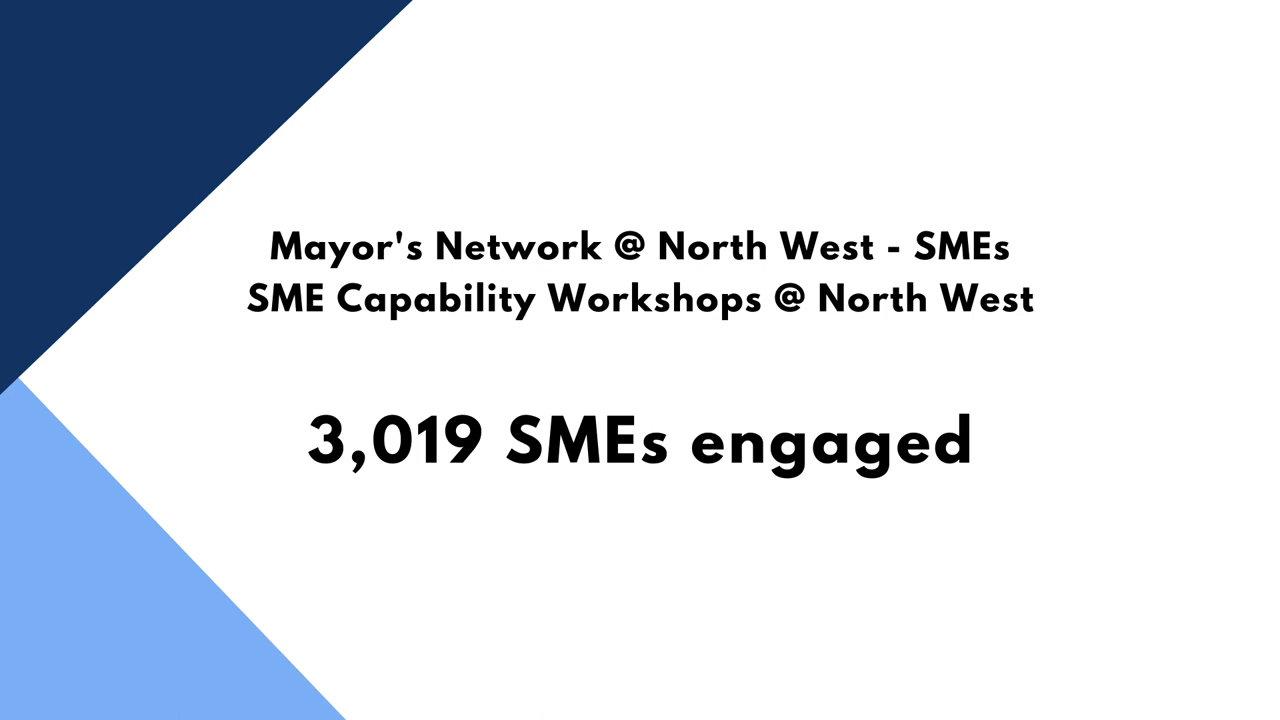 Mayor's Network @ North West - SMEs
SME Capability Workshops @ North West
3,019 SMEs engaged